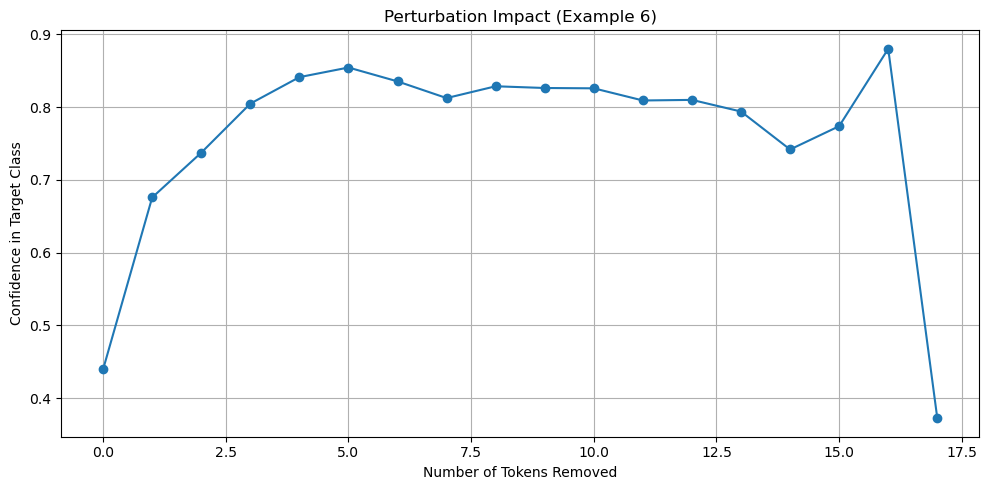 Perturbation Impact (Example 6)
Confidence in Target Class
0.9
0.8
0.7
0.6
0.5
0.4
0.0 2.5 5.0 7.5 10.0 12.5 15.0 17.5
Number of Tokens Removed